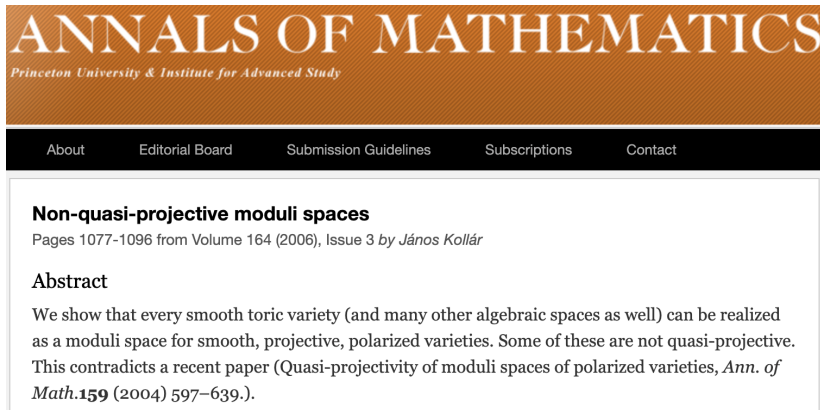 ANNALS OF MATHEMATICS
Princeton University & Institute for Advanced Study
About Editorial Board Submission Guidelines Subscriptions Contact
Non-quasi-projective moduli spaces
Pages 1077-1096 from Volume 164 (2006), Issue 3 by János Kollár
Abstract
We show that every smooth toric variety (and many other algebraic spaces as well) can be realized
as a moduli space for smooth, projective, polarized varieties. Some of these are not quasi-projective.
This contradicts a recent paper (Quasi-projectivity of moduli spaces of polarized varieties, Ann. of
Math.159 (2004) 597–639.).